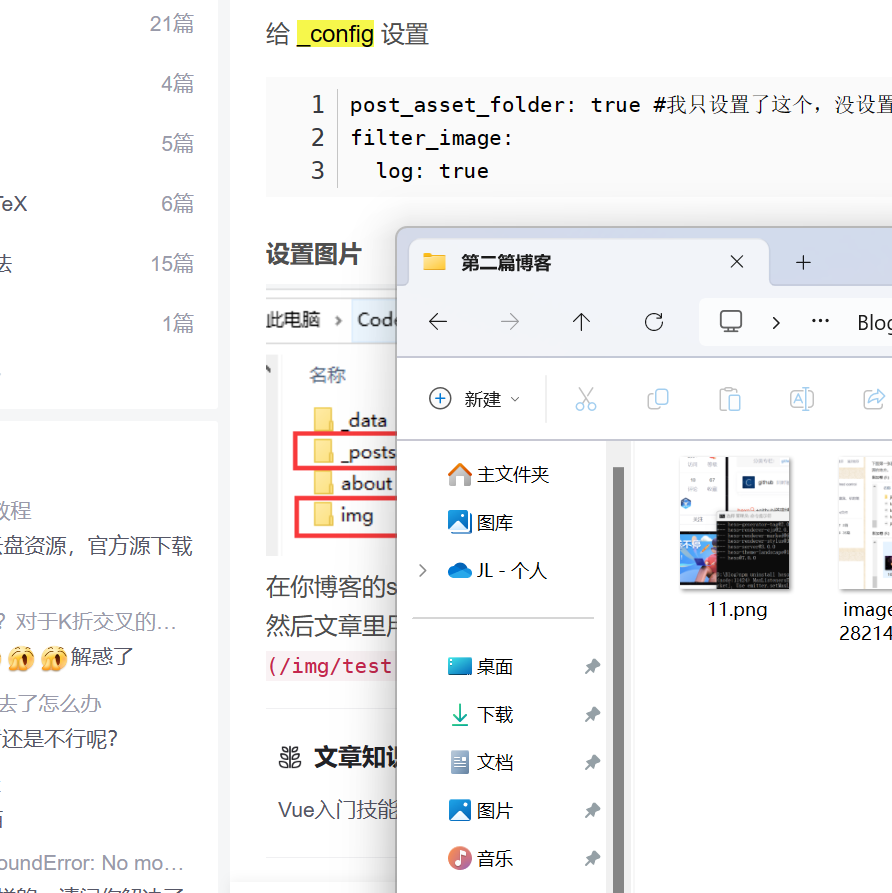 21篇
4篇
5篇
TeX 6篇
法 15篇
1篇
教程
云盘资源，官方源下载
？对于K折交叉的…
解惑了
去了怎么办
还是不行呢?
oundError: No mo…
给 _config 设置
1 post_asset_folder: true #我只设置了这个，没设置
2 filter_image:
3 log: true
设置图片
此电脑 › Code
名称
_data
_posts
about
img
在你博客的s
然后文章里用
(/img/test
文章知识
Vue入门技能
第二篇博客
Blog
新建
主文件夹
图库
JL - 个人
桌面
下载
文档
图片
音乐
11.png
image
28214